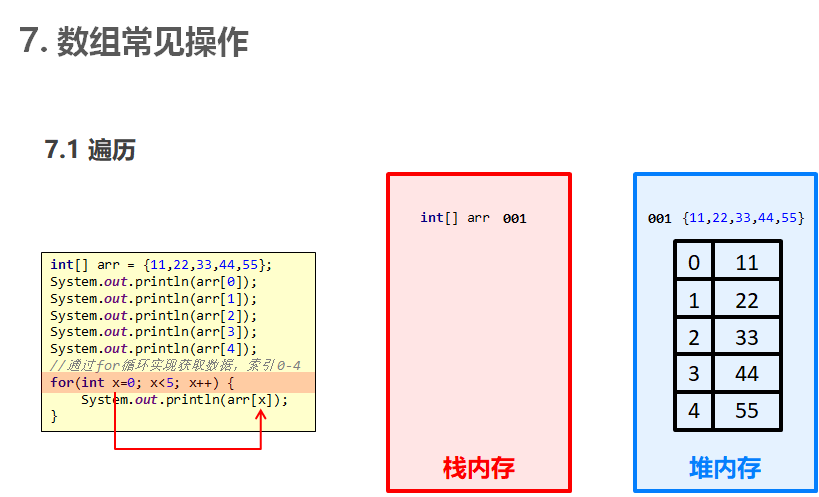 7. 数组常见操作
7.1 遍历
int[] arr = {11,22,33,44,55};
System.out.println(arr[0]);
System.out.println(arr[1]);
System.out.println(arr[2]);
System.out.println(arr[3]);
System.out.println(arr[4]);
//通过for循环实现获取数据，索引0-4
for(int x=0; x<5; x++) {
System.out.println(arr[x]);
}
int[] arr 001
栈内存
001 {11,22,33,44,55}
0 11
1 22
2 33
3 44
4 55
堆内存